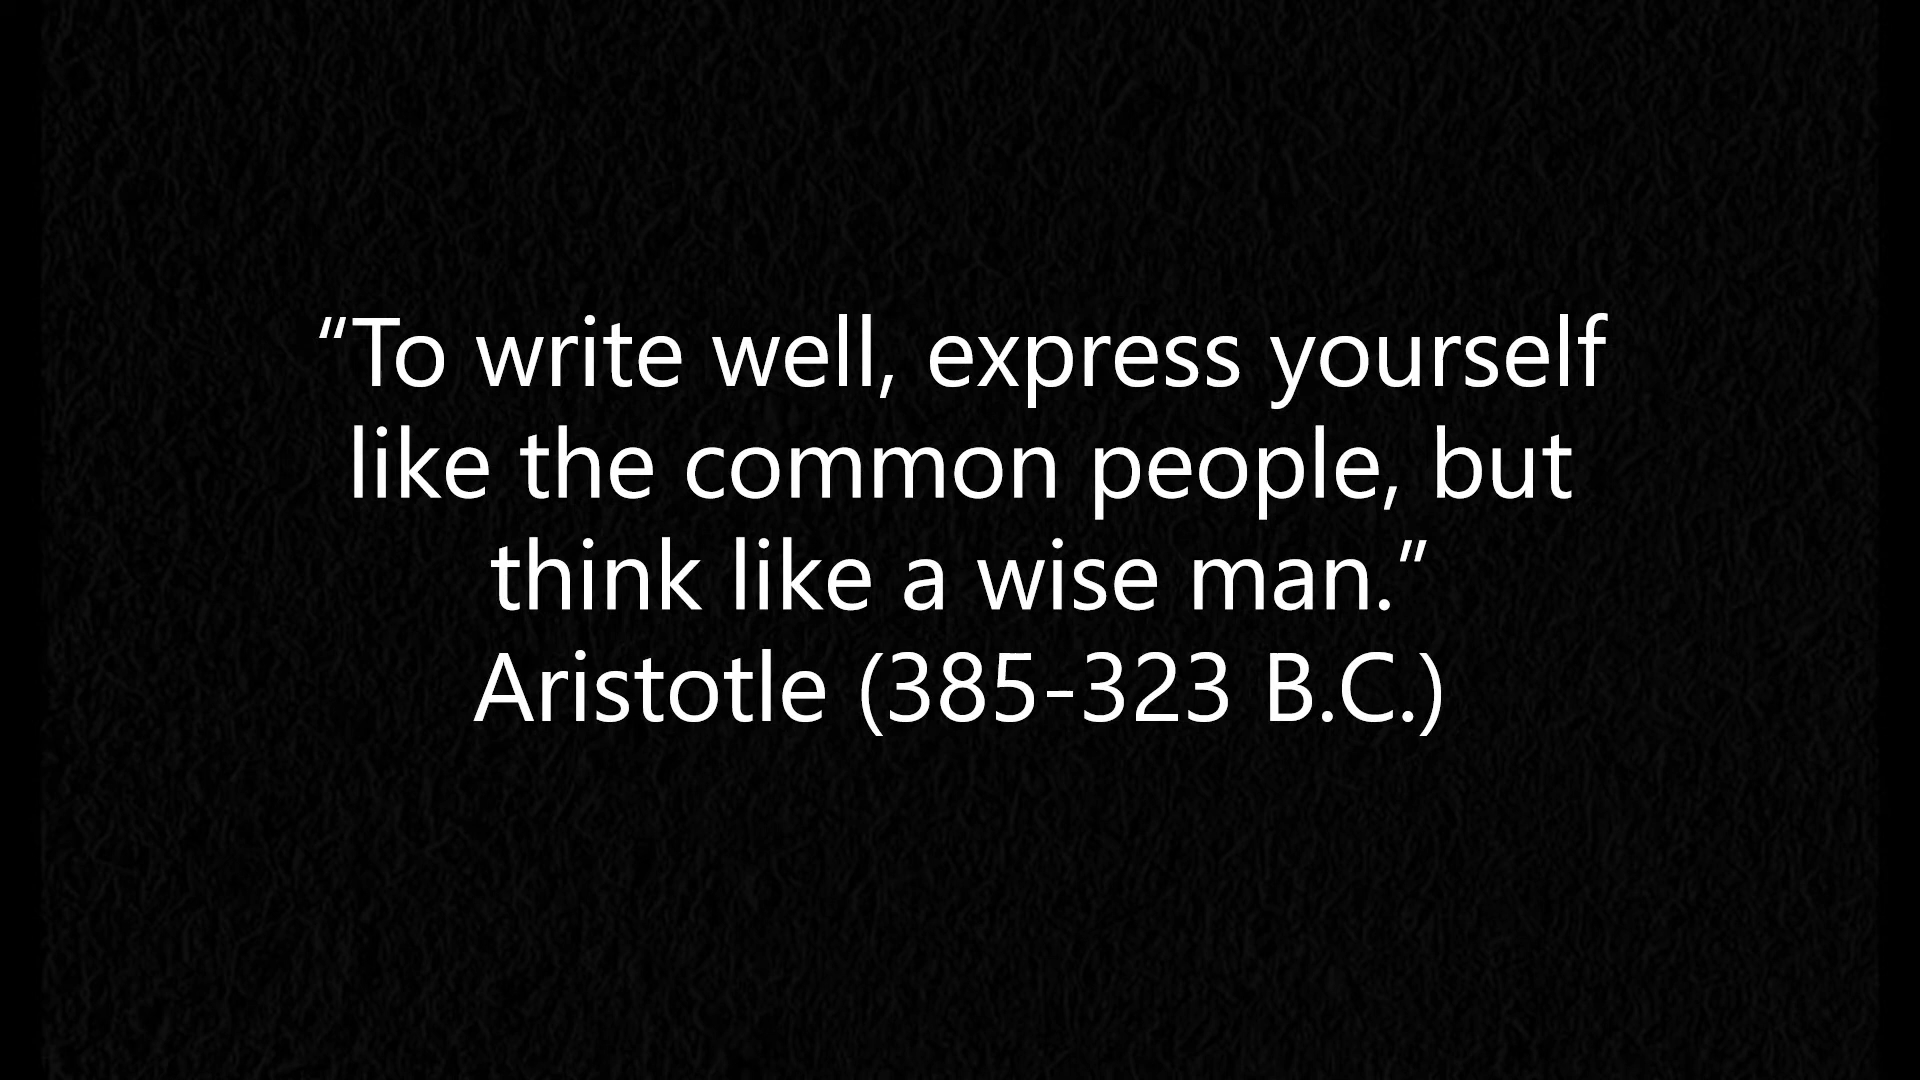 “To write well, express yourself
like the common people, but
think like a wise man.”
Aristotle (385-323 B.C.)